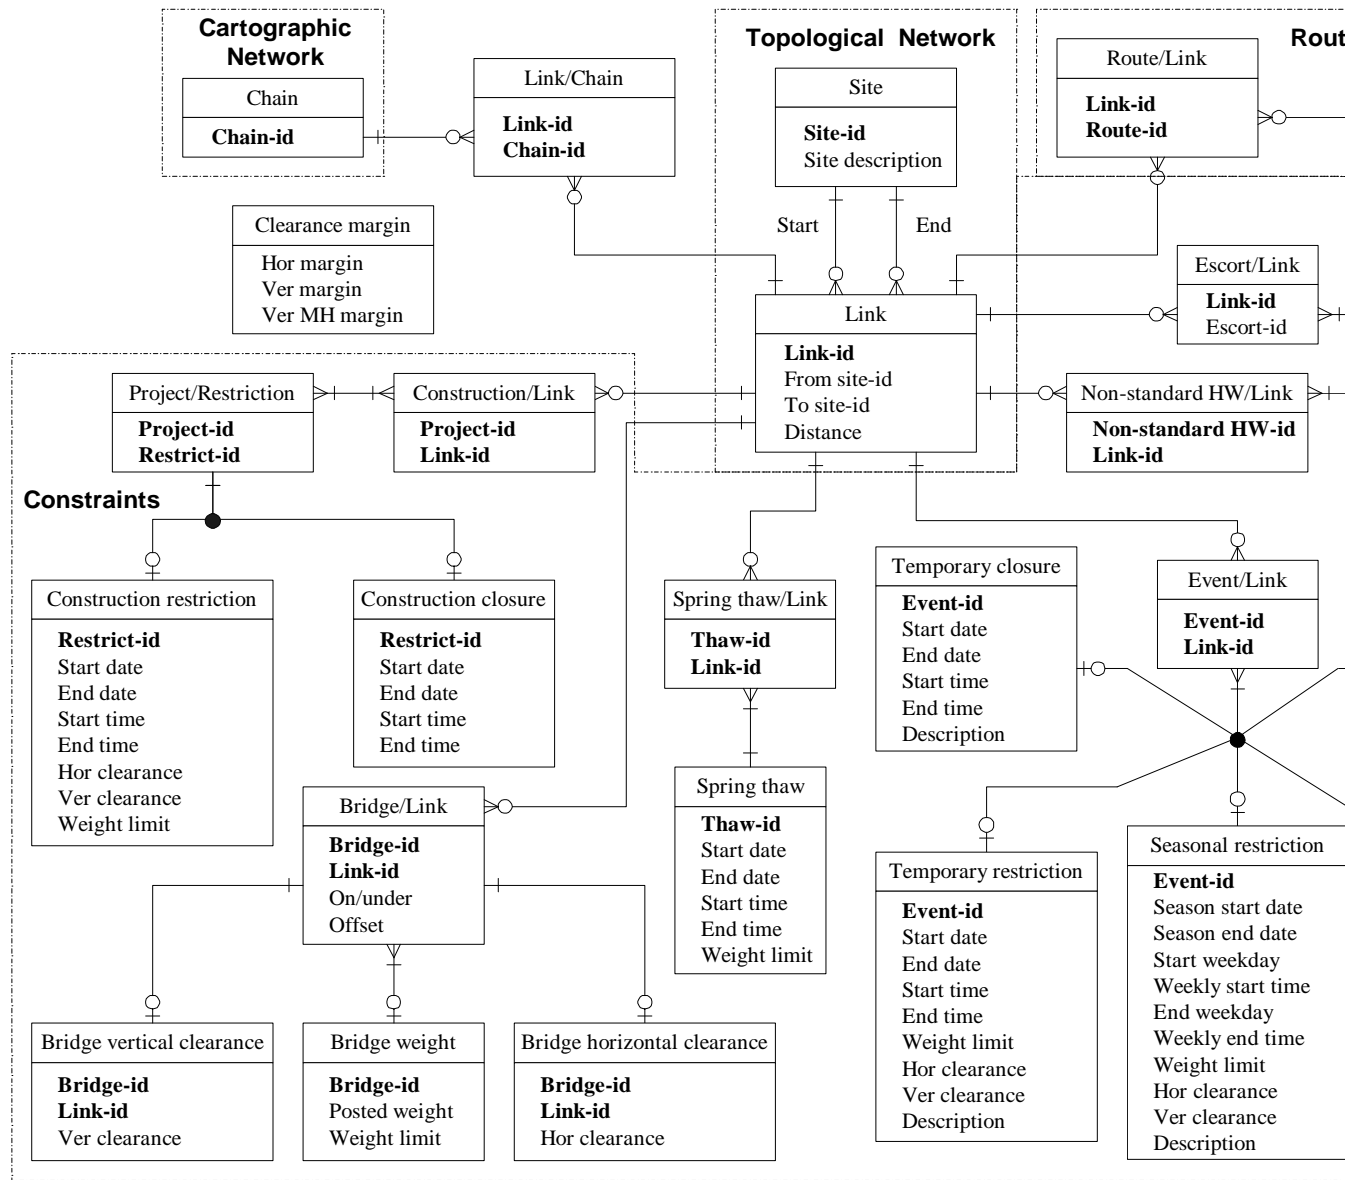 Cartographic
Network
Chain
Chain-id
Link/Chain
Link-id
Chain-id
Topological Network
Site
Site-id
Site description
Start
End
Rout
Route/Link
Link-id
Route-id
Clearance margin
Hor margin
Ver margin
Ver MH margin
Link
Link-id
From site-id
To site-id
Distance
Escort/Link
Link-id
Escort-id
Project/Restriction
Project-id
Restrict-id
Construction/Link
Project-id
Link-id
Non-standard HW/Link
Non-standard HW-id
Link-id
Constraints
Construction restriction
Restrict-id
Start date
End date
Start time
End time
Hor clearance
Ver clearance
Weight limit
Construction closure
Restrict-id
Start date
End date
Start time
End time
Spring thaw/Link
Thaw-id
Link-id
Temporary closure
Event-id
Start date
End date
Start time
End time
Description
Event/Link
Event-id
Link-id
Bridge/Link
Bridge-id
Link-id
On/under
Offset
Spring thaw
Thaw-id
Start date
End date
Start time
End time
Weight limit
Temporary restriction
Event-id
Start date
End date
Start time
End time
Weight limit
Hor clearance
Ver clearance
Description
Seasonal restriction
Event-id
Season start date
Season end date
Start weekday
Weekly start time
End weekday
Weekly end time
Weight limit
Hor clearance
Ver clearance
Description
Bridge vertical clearance
Bridge-id
Link-id
Ver clearance
Bridge weight
Bridge-id
Posted weight
Weight limit
Bridge horizontal clearance
Bridge-id
Link-id
Hor clearance